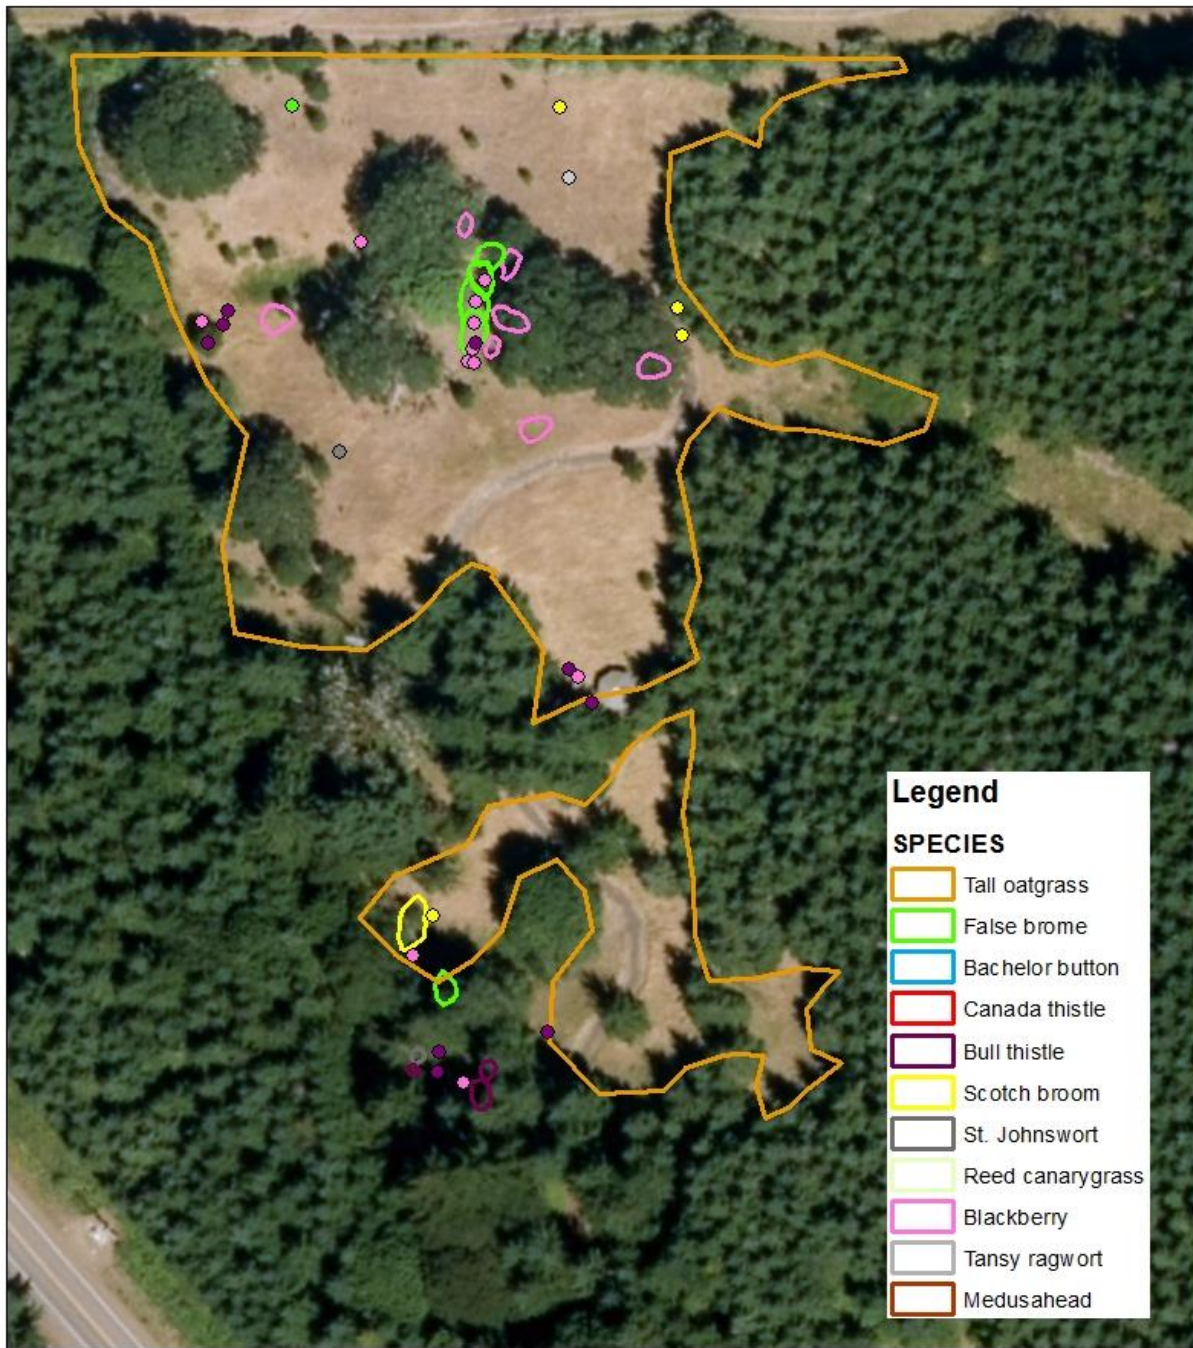 Legend
SPECIES
Tall oatgrass
False brome
Bachelor button
Canada thistle
Bull thistle
Scotch broom
St. Johnswort
Reed canarygrass
Blackberry
Tansy ragwort
Medusahead